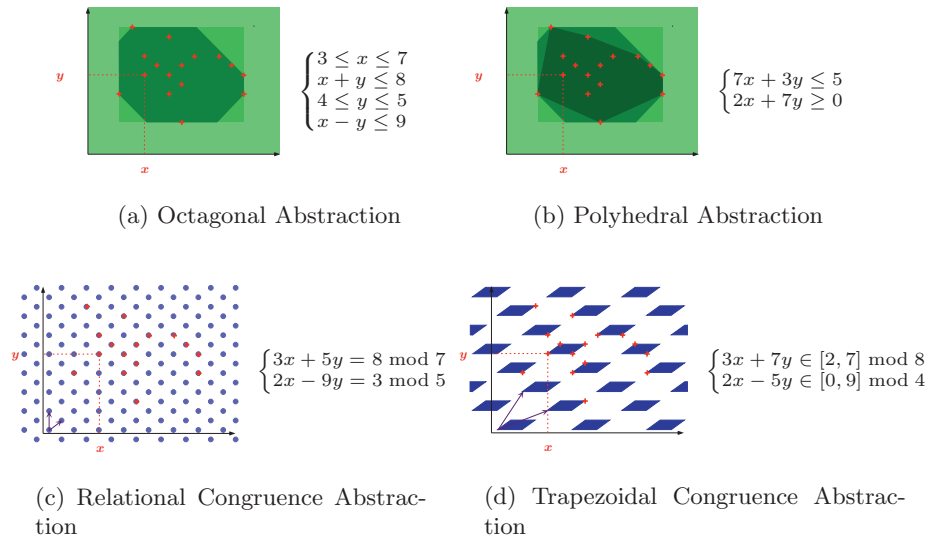 y
x
3 ≤ x ≤ 7
x + y ≤ 8
4 ≤ y ≤ 5
x − y ≤ 9
(a) Octagonal Abstraction
y
x
7x + 3y ≤ 5
2x + 7y ≥ 0
(b) Polyhedral Abstraction
y
x
3x + 5y = 8 mod 7
2x − 9y = 3 mod 5
(c) Relational Congruence Abstrac-
tion
y
x
3x + 7y ∈ [2, 7] mod 8
2x − 5y ∈ [0, 9] mod 4
(d) Trapezoidal Congruence Abstrac-
tion